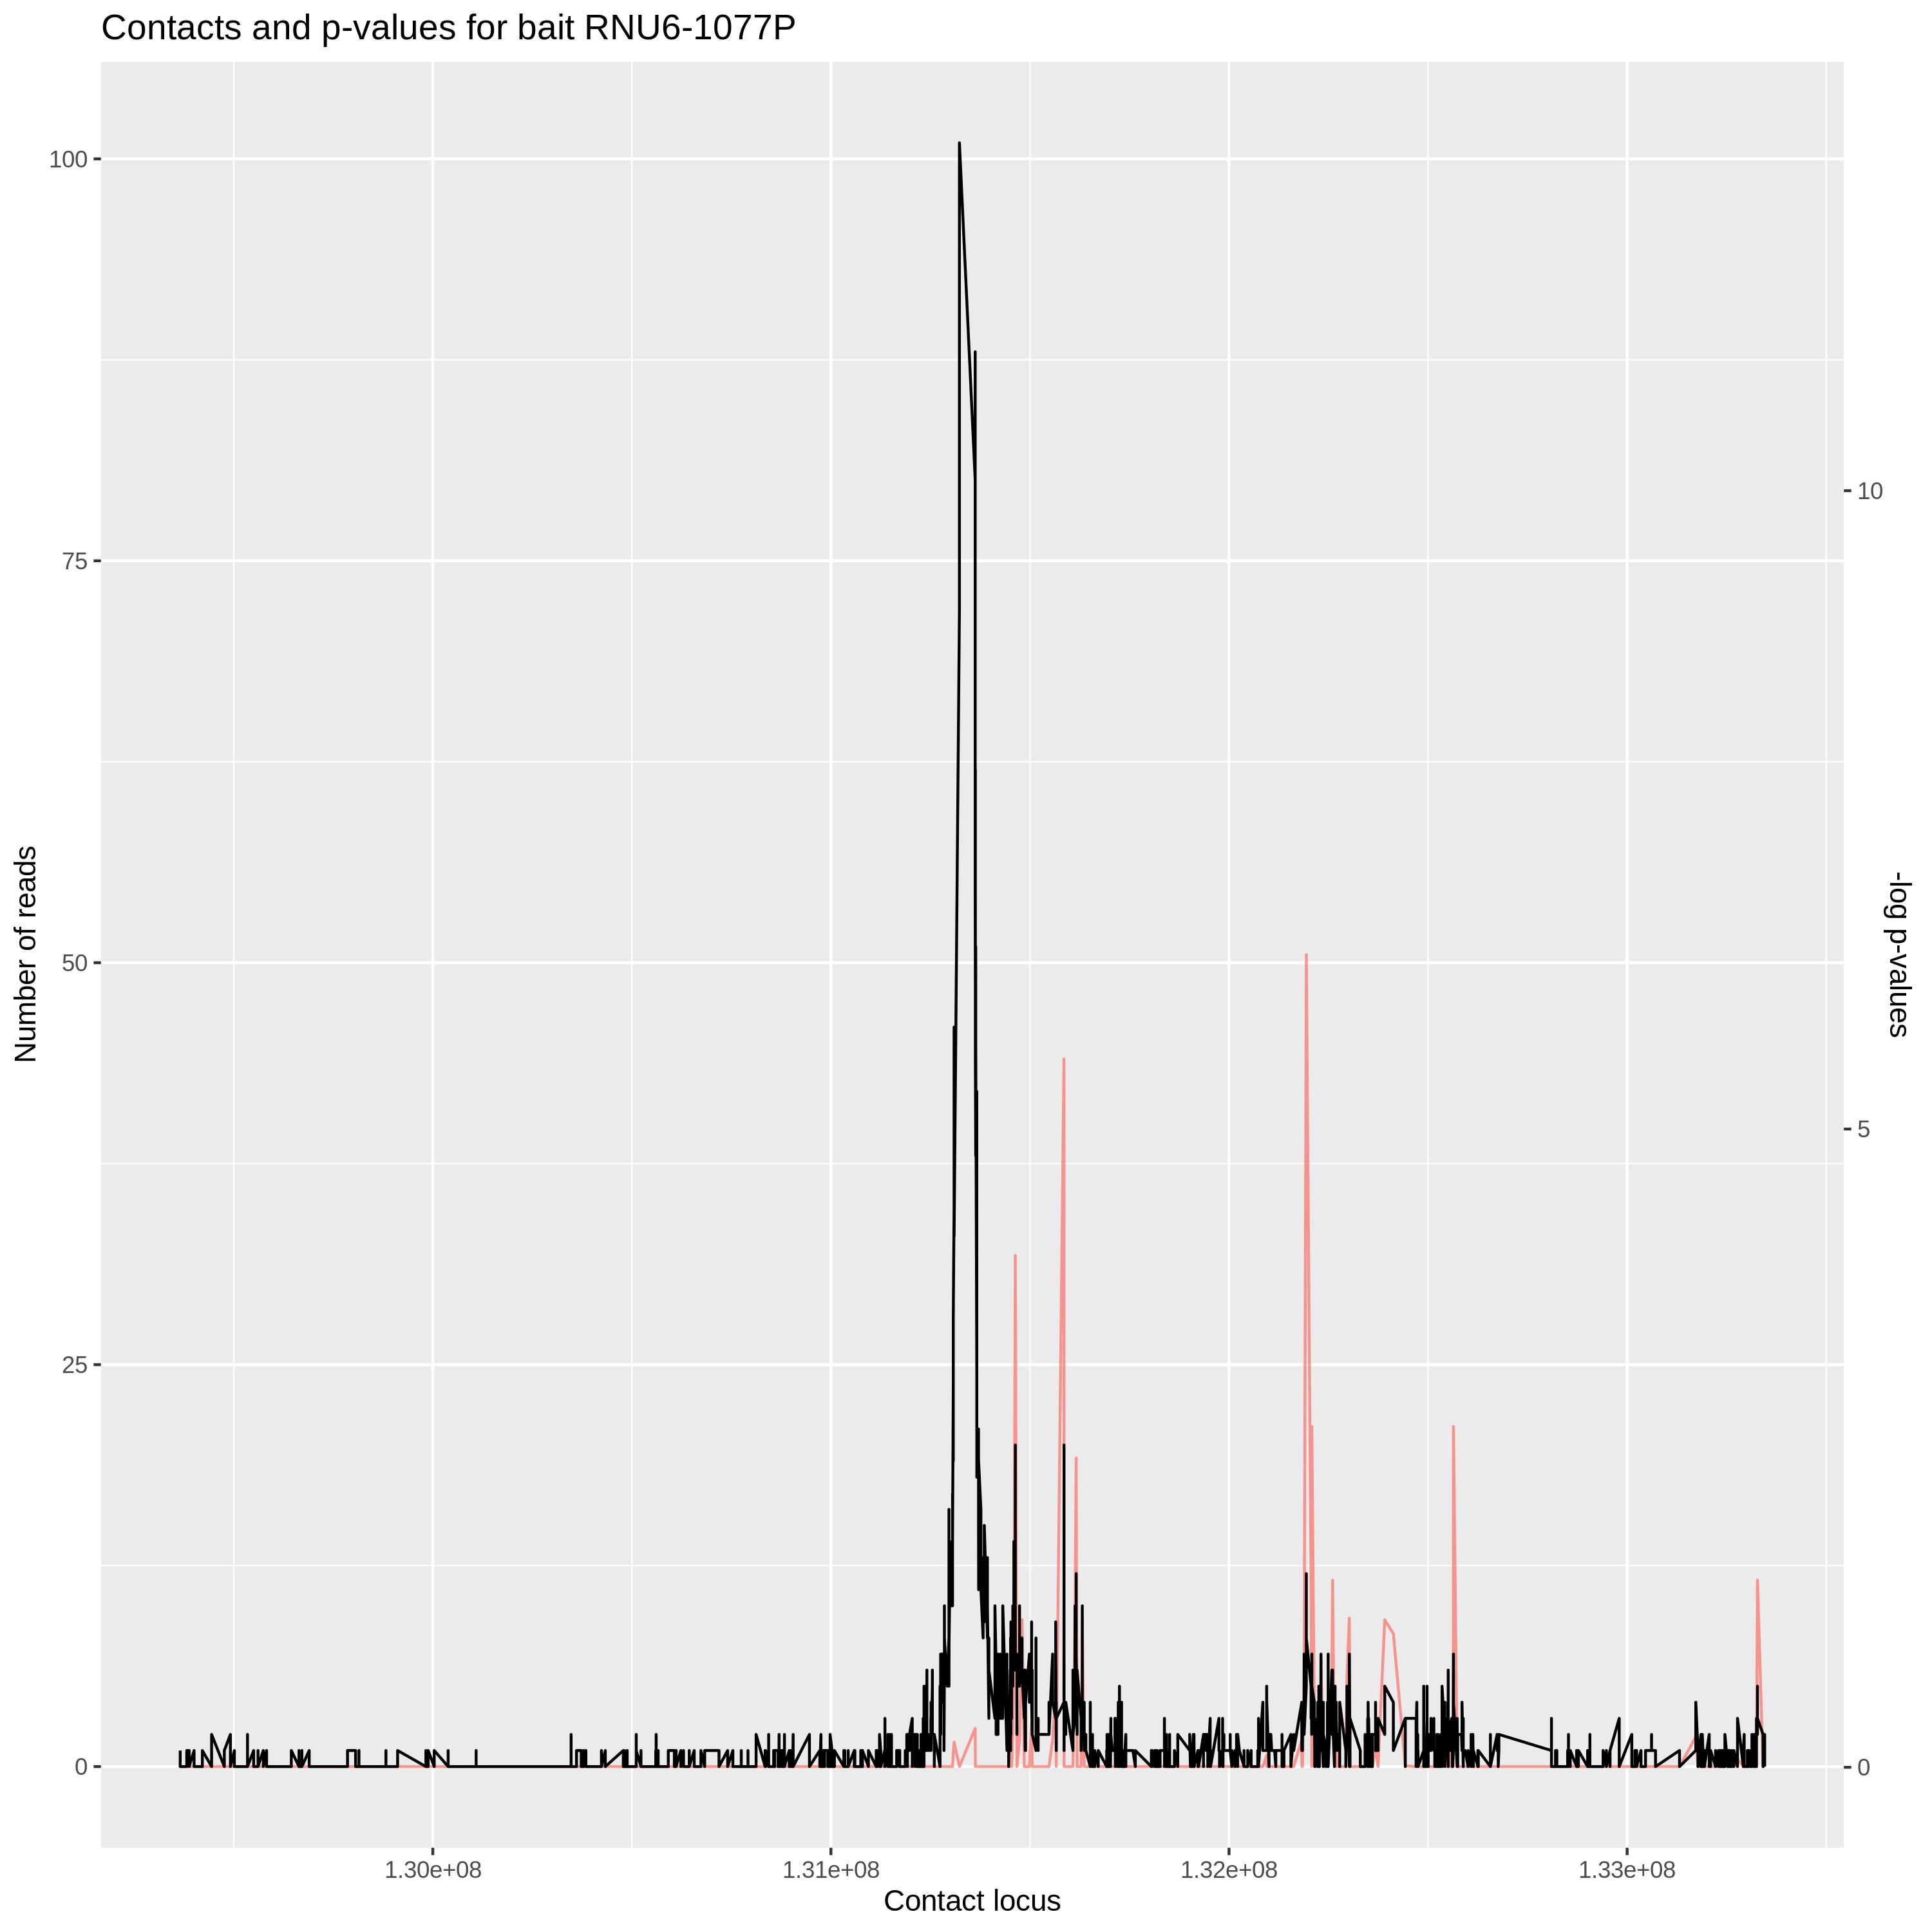 Contacts and p-values for bait RNU6-1077P
100
75
50
25
0
Number of reads
10
5
0
-log p-values
1.30e+08
1.31e+08
1.32e+08
1.33e+08
Contact locus